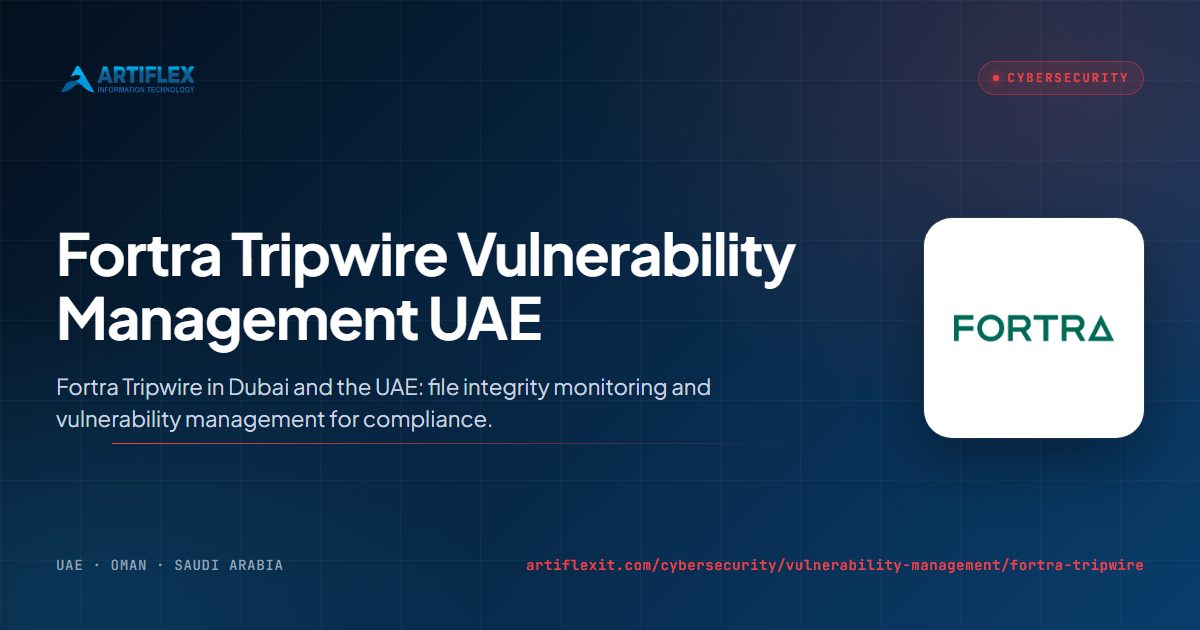 ARTIFLEX
INFORMATION TECHNOLOGY
CYBERSECURITY
Fortra Tripwire Vulnerability
Management UAE
Fortra Tripwire in Dubai and the UAE: file integrity monitoring and
vulnerability management for compliance.
FORTRA
UAE · OMAN · SAUDI ARABIA
artiflexit.com/cybersecurity/vulnerability-management/fortra-tripwire